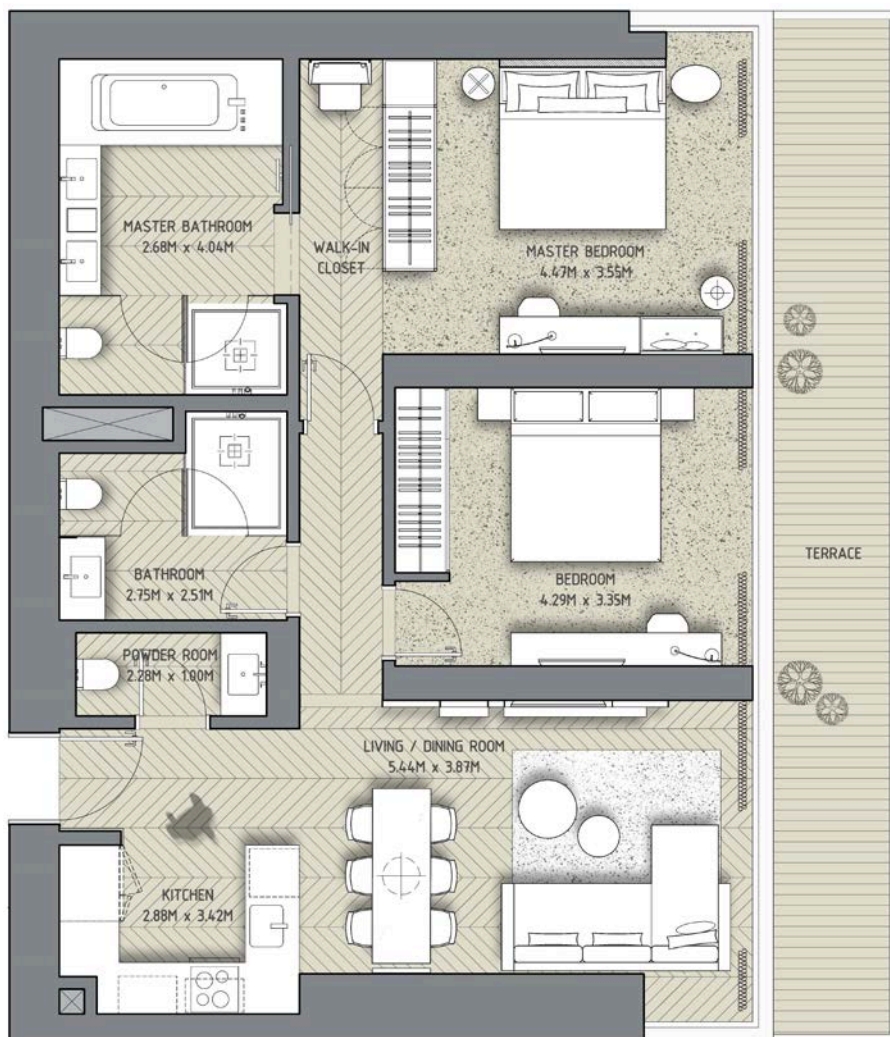 MASTER BATHROOM
2.68M x 4.04M
WALK-IN
CLOSET
MASTER BEDROOM
4.47M x 3.55M
BATHROOM
2.75M x 2.51M
BEDROOM
4.29M x 3.35M
TERRACE
POWDER ROOM
2.28M x 1.00M
LIVING / DINING ROOM
5.44M x 3.87M
KITCHEN
2.88M x 3.42M